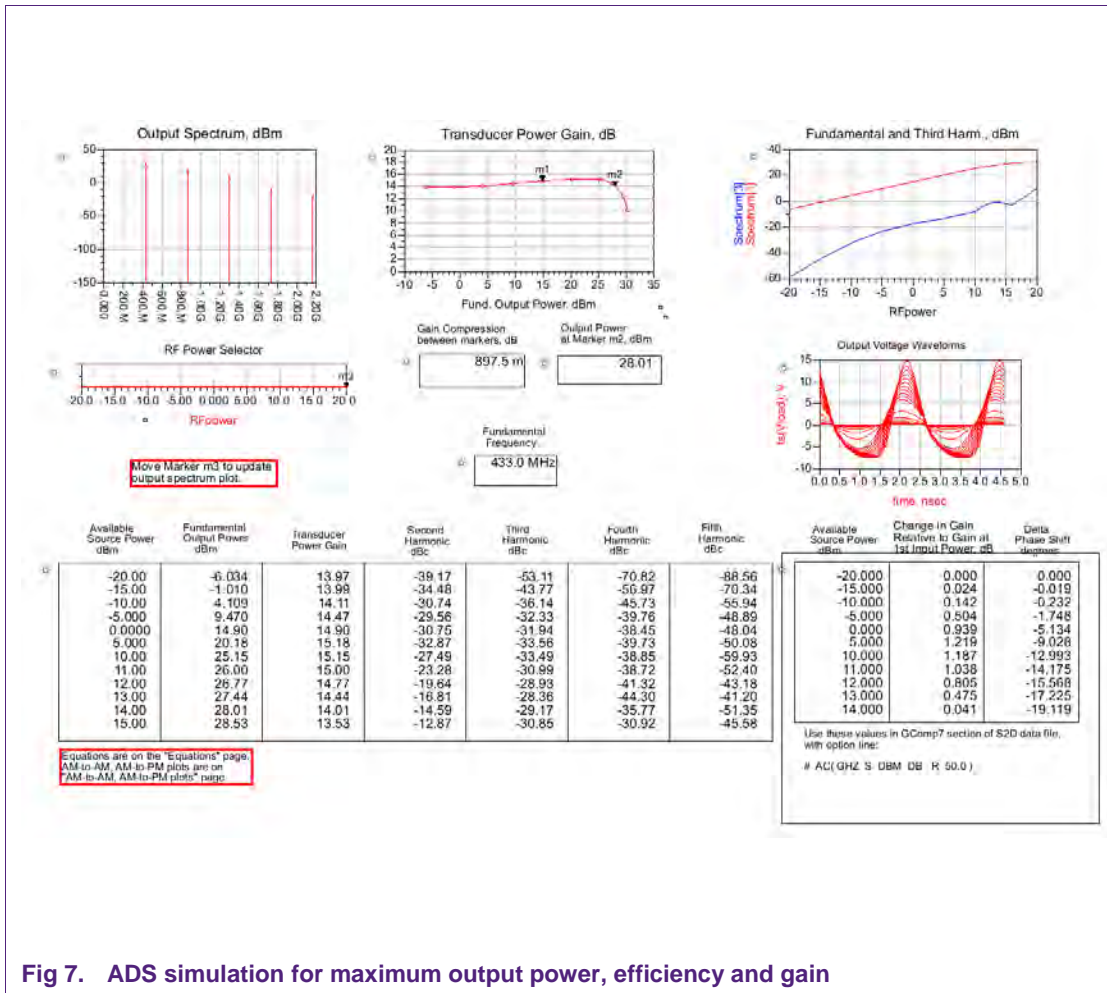 Output Spectrum, dBm
50
0
-50
-100
-150
0.00
200.M
400.M
600.M
800.M
1.00G
1.20G
1.40G
1.60G
1.80G
2.00G
2.20G
Transducer Power Gain, dB
20
18
16
14
12
10
8
6
4
2
0
m1
m2
-10 -5 0 5 10 15 20 25 30 35
Fund. Output Power, dBm
Fundamental and Third Harm., dBm
Spectrum[3]
Spectrum[1]
40
20
0
-20
-40
-60
-20 -15 -10 -5 0 5 10 15 20
RFpower
RF Power Selector
m3
20.0 -15.0 -10.0 -5.00 0.000 5.00 10.0 15.0 20.0
RFpower
Move Marker m3 to update
output spectrum plot.
Gain Compression
between markers, dB
897.5 m
Output Power
at Marker m2, dBm
28.01
Fundamental
Frequency
433.0 MHz
Output Voltage Waveforms
ts(Vload), V
15
10
5
0
-5
-10
0.0 0.5 1.0 1.5 2.0 2.5 3.0 3.5 4.0 4.5 5.0
time, nsec
Available Source Power dBm | Fundamental Output Power dBm | Transducer Power Gain | Second Harmonic dBc | Third Harmonic dBc | Fourth Harmonic dBc | Fifth Harmonic dBc
-20.00 -6.034 13.97 -39.17 -53.11 -70.82 -88.56
-15.00 -1.010 13.99 -34.48 -43.77 -56.97 -70.34
-10.00 4.109 14.11 -30.74 -36.14 -45.73 -55.94
-5.000 9.470 14.47 -29.56 -32.33 -39.76 -48.89
0.0000 14.90 14.90 -30.75 -31.94 -38.45 -48.04
5.000 20.18 15.18 -32.87 -33.56 -39.73 -50.08
10.00 25.15 15.15 -27.49 -33.49 -38.85 -59.93
11.00 26.00 15.00 -23.28 -30.99 -38.72 -52.40
12.00 26.77 14.77 -19.64 -28.93 -41.32 -43.18
13.00 27.44 14.44 -16.81 -28.36 -44.30 -41.20
14.00 28.01 14.01 -14.59 -29.17 -35.77 -51.35
15.00 28.53 13.53 -12.87 -30.85 -30.92 -45.58
Equations are on the "Equations" page.
AM-to-AM, AM-to-PM plots are on
"AM-to-AM, AM-to-PM plots" page.
Available Source Power dBm | Change in Gain Relative to Gain at 1st Input Power, dB | Delta Phase Shift degrees
-20.000 0.000 0.000
-15.000 0.024 -0.019
-10.000 0.142 -0.232
-5.000 0.504 -1.748
0.000 0.939 -5.134
5.000 1.219 -9.028
10.000 1.187 -12.993
11.000 1.038 -14.175
12.000 0.805 -15.568
13.000 0.475 -17.225
14.000 0.041 -19.119
Use these values in GComp7 section of S2D data file,
with option line:
# AC( GHZ S DBM DB R 50.0 )
Fig 7. ADS simulation for maximum output power, efficiency and gain